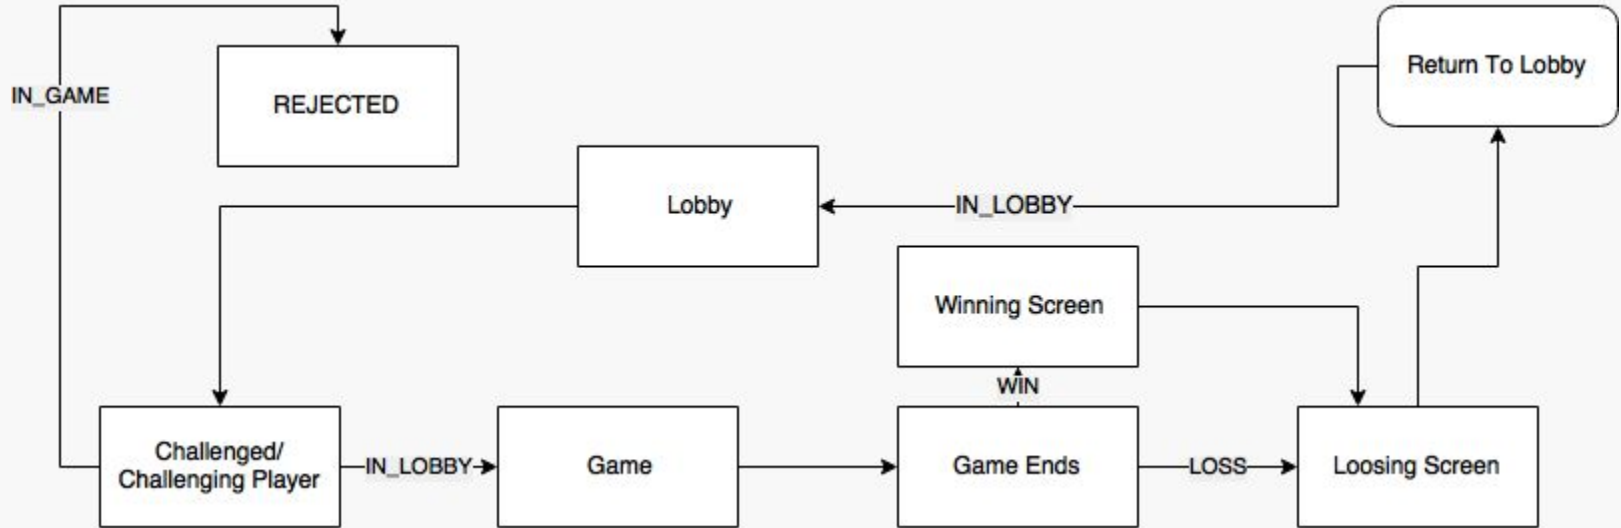 Return To Lobby
IN_GAME
REJECTED
Lobby
IN_LOBBY
Winning Screen
WIN
Challenged/
Challenging Player
IN_LOBBY
Game
Game Ends
LOSS
Loosing Screen